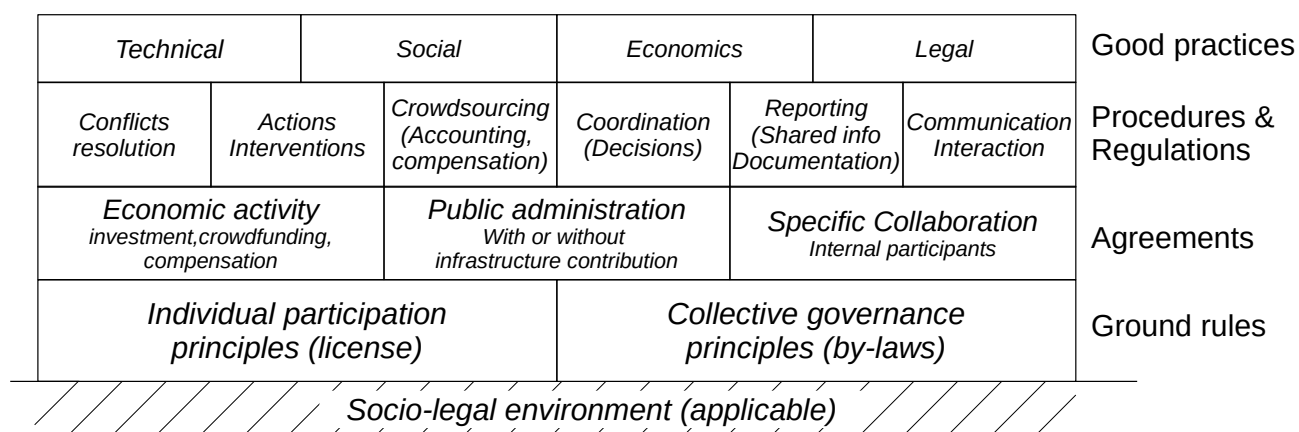 Technical
Social
Economics
Legal
Good practices
Conflicts
resolution
Actions
Interventions
Crowdsourcing
(Accounting,
compensation)
Coordination
(Decisions)
Reporting
(Shared info
Documentation)
Communication
Interaction
Procedures &
Regulations
Economic activity
investment,crowdfunding,
compensation
Public administration
With or without
infrastructure contribution
Specific Collaboration
Internal participants
Agreements
Individual participation
principles (license)
Collective governance
principles (by-laws)
Ground rules
Socio-legal environment (applicable)